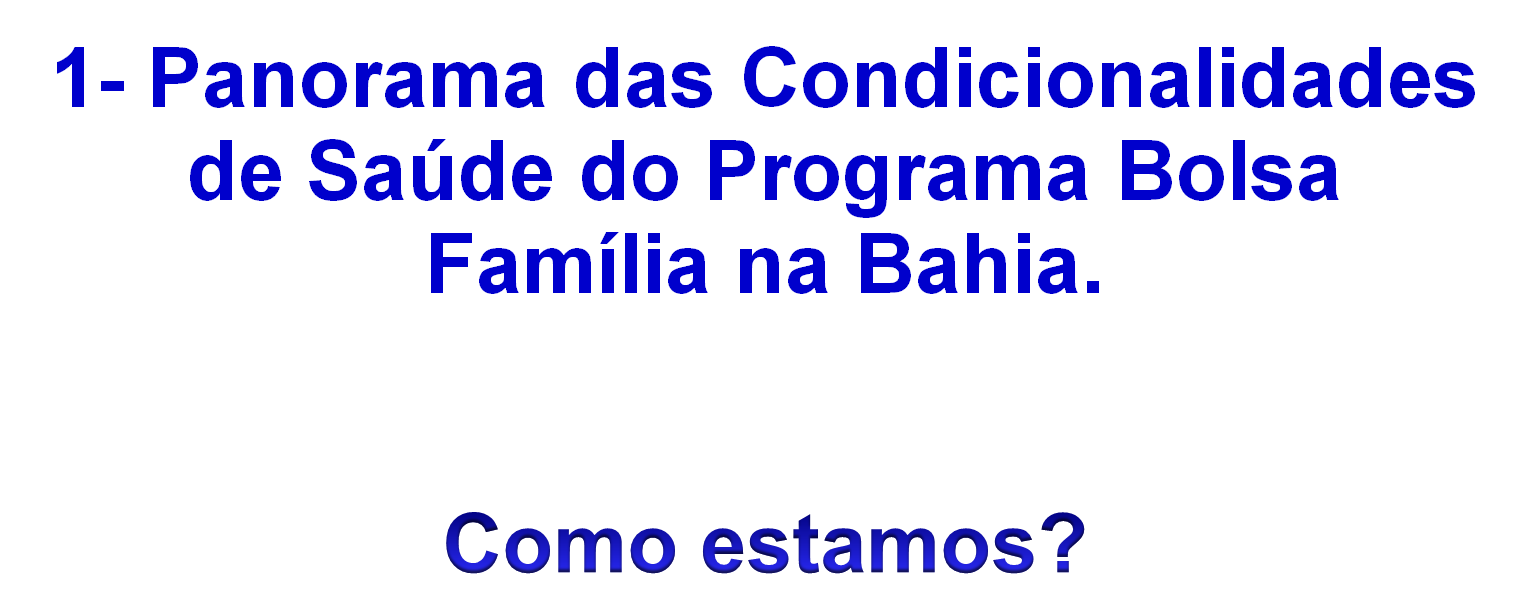 1- Panorama das Condicionalidades
de Saúde do Programa Bolsa
Família na Bahia.
Como estamos?